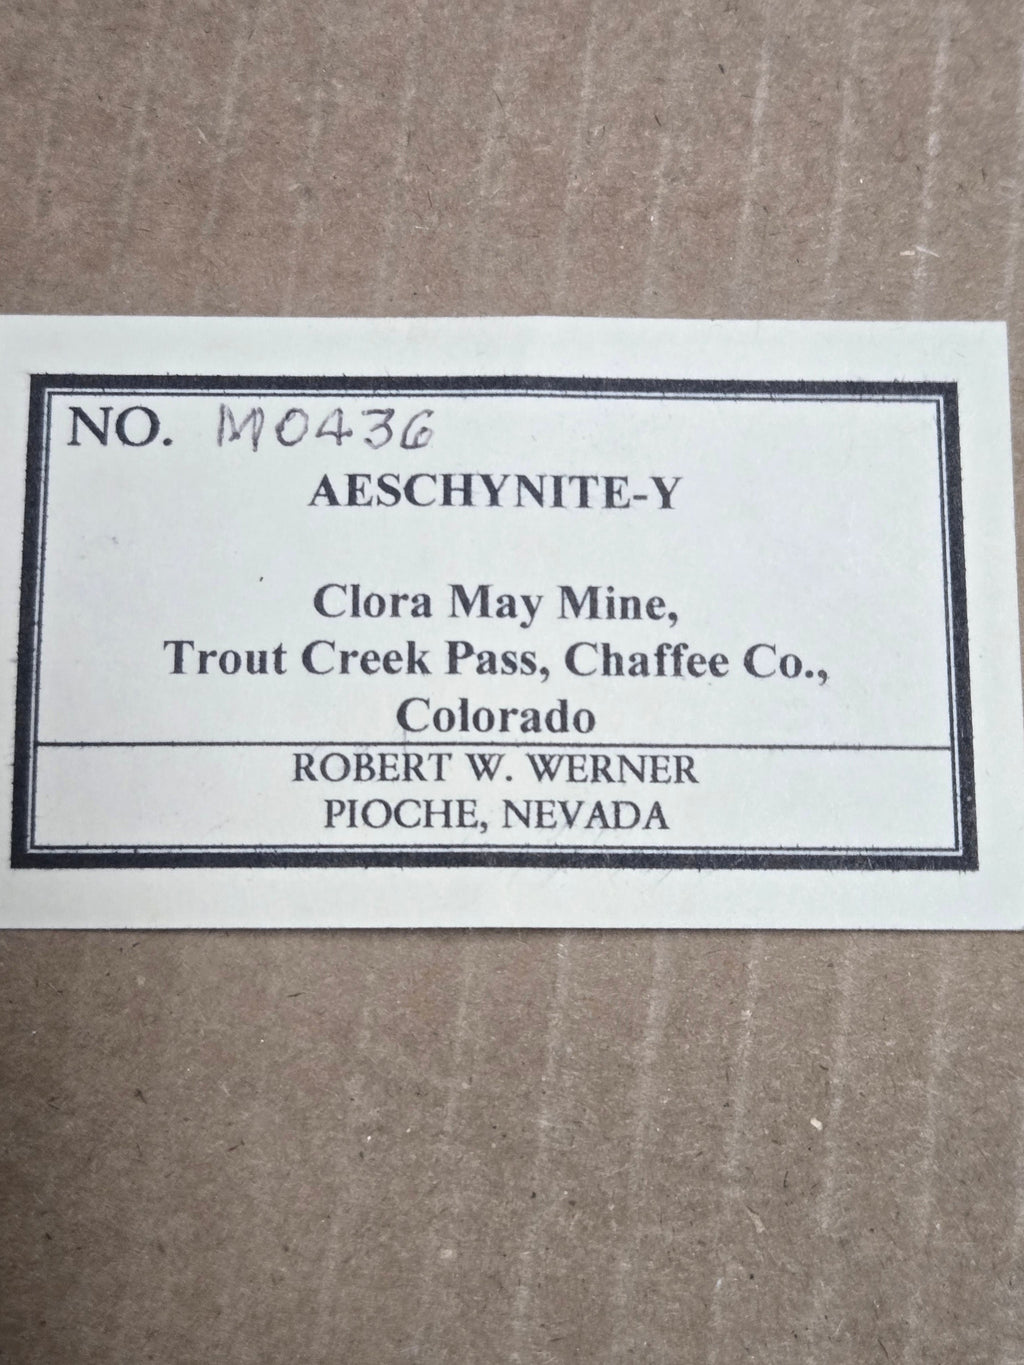 NO. M0436
AESCHYNITE-Y
Clora May Mine,
Trout Creek Pass, Chaffee Co.,
Colorado
ROBERT W. WERNER
PIOCHE, NEVADA